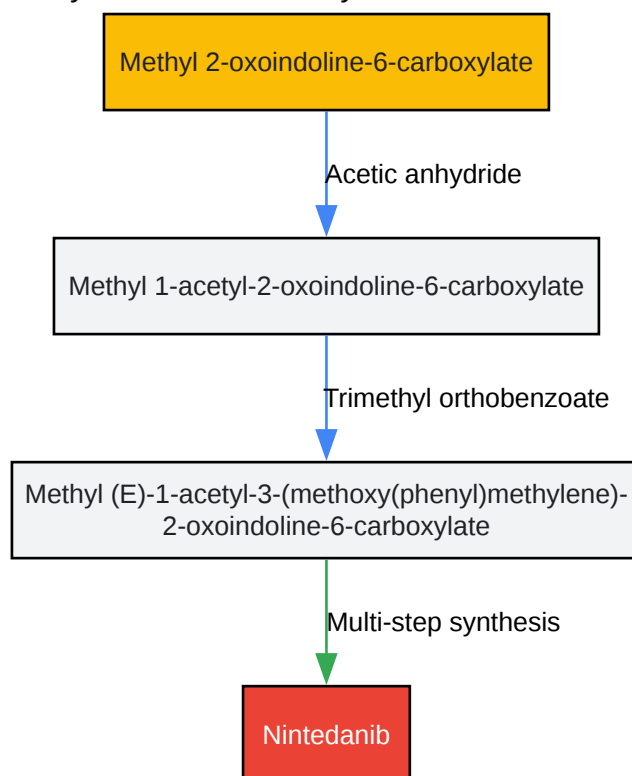 Methyl 2-oxoindoline-6-carboxylate
Acetic anhydride
Methyl 1-acetyl-2-oxoindoline-6-carboxylate
Trimethyl orthobenzoate
Methyl (E)-1-acetyl-3-(methoxy(phenyl)methylene)-
2-oxoindoline-6-carboxylate
Multi-step synthesis
Nintedanib